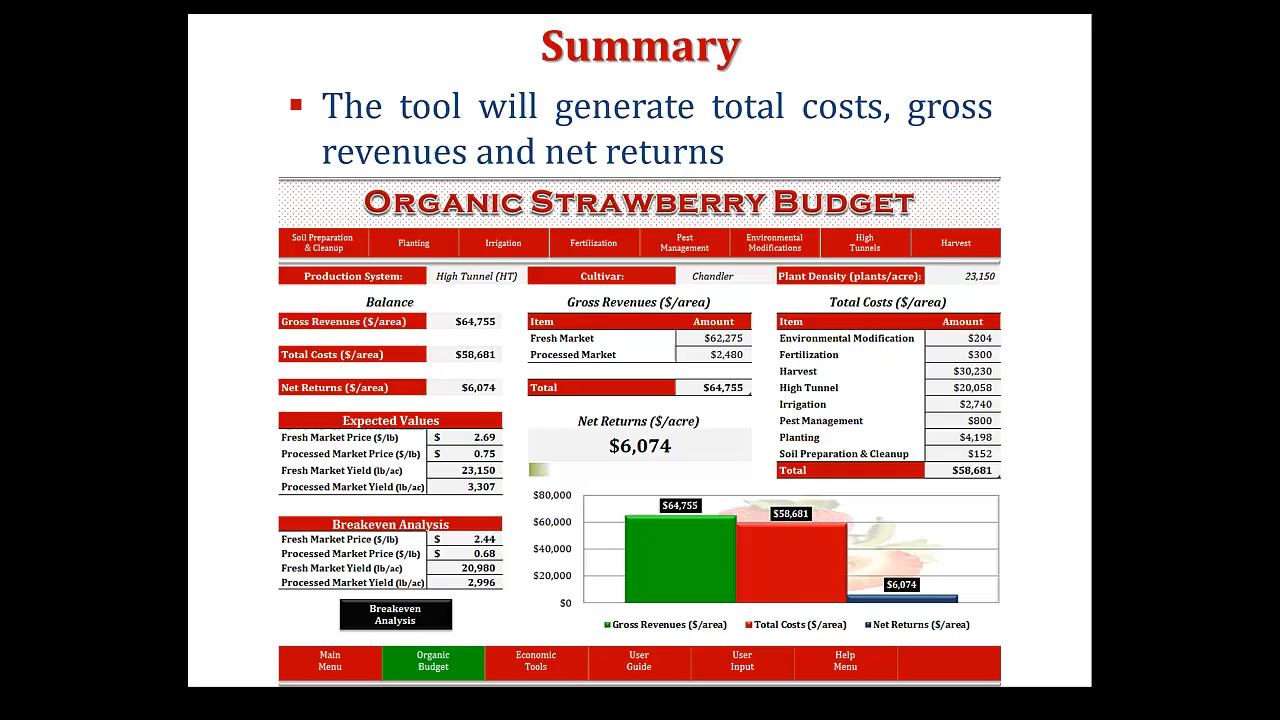 Summary
▪ The tool will generate total costs, gross
revenues and net returns
ORGANIC STRAWBERRY BUDGET
Soil Preparation & Cleanup
Planting
Irrigation
Fertilization
Pest Management
Environmental Modifications
High Tunnels
Harvest
Production System: High Tunnel (HT) Cultivar: Chandler Plant Density (plants/acre): 23,150
Balance
Gross Revenues ($/area) $64,755
Total Costs ($/area) $58,681
Net Returns ($/area) $6,074
Expected Values
Fresh Market Price ($/lb) $ 2.69
Processed Market Price ($/lb) $ 0.75
Fresh Market Yield (lb/ac) 23,150
Processed Market Yield (lb/ac) 3,307
Breakeven Analysis
Fresh Market Price ($/lb) $ 2.44
Processed Market Price ($/lb) $ 0.68
Fresh Market Yield (lb/ac) 20,980
Processed Market Yield (lb/ac) 2,996
Breakeven
Analysis
Gross Revenues ($/area)
Item Amount
Fresh Market $62,275
Processed Market $2,480
Total $64,755
Net Returns ($/acre)
$6,074
Total Costs ($/area)
Item Amount
Environmental Modification $204
Fertilization $300
Harvest $30,230
High Tunnel $20,058
Irrigation $2,740
Pest Management $800
Planting $4,198
Soil Preparation & Cleanup $152
Total $58,681
$80,000
$60,000
$40,000
$20,000
$0
$64,755
$58,681
$6,074
Gross Revenues ($/area) Total Costs ($/area) Net Returns ($/area)
Main Menu
Organic Budget
Economic Tools
User Guide
User Input
Help Menu